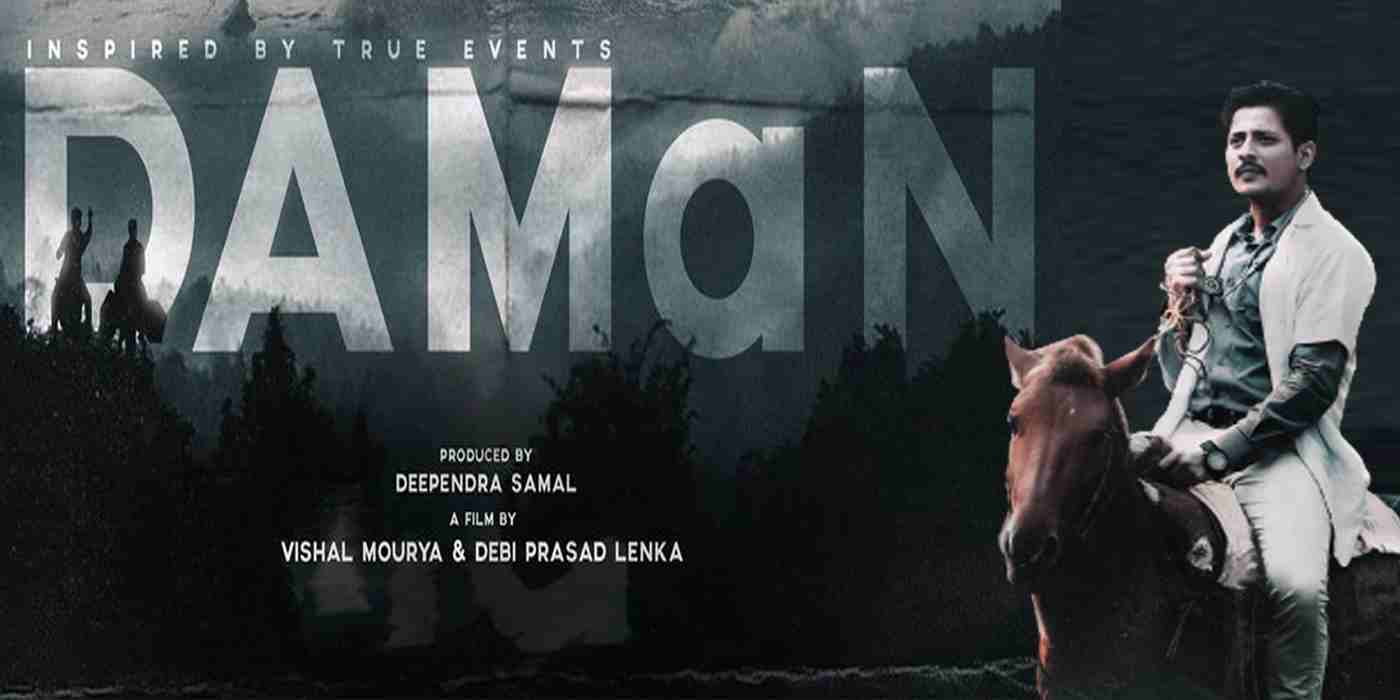 INSPIRED BY TRUE EVENTS
DAMaN
PRODUCED BY
DEEPENDRA SAMAL
A FILM BY
VISHAL MOURYA & DEBI PRASAD LENKA